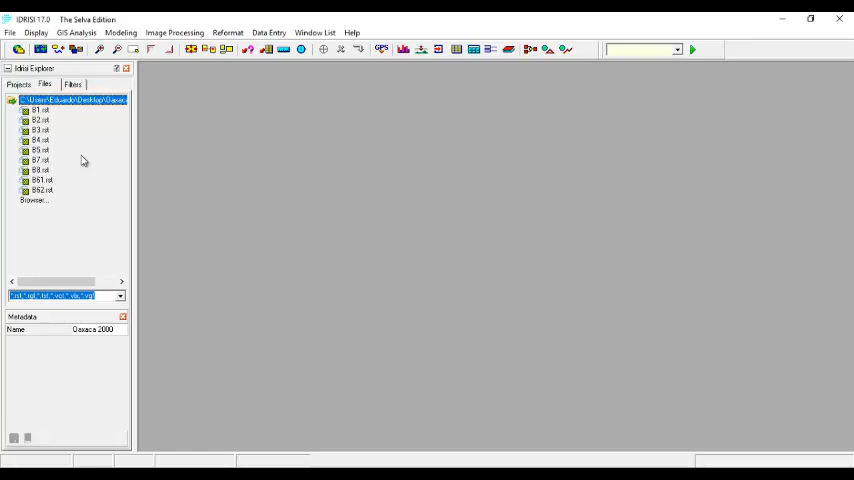 IDRISI 17.0 The Selva Edition
File Display GIS Analysis Modeling Image Processing Reformat Data Entry Window List Help
GPS
Idrisi Explorer
Projects Files Filters
C:\Users\Eduardo\Desktop\Oaxaca
B1.rst
B2.rst
B3.rst
B4.rst
B5.rst
B7.rst
B8.rst
B61.rst
B62.rst
Browser...
Metadata
Name Oaxaca 2000